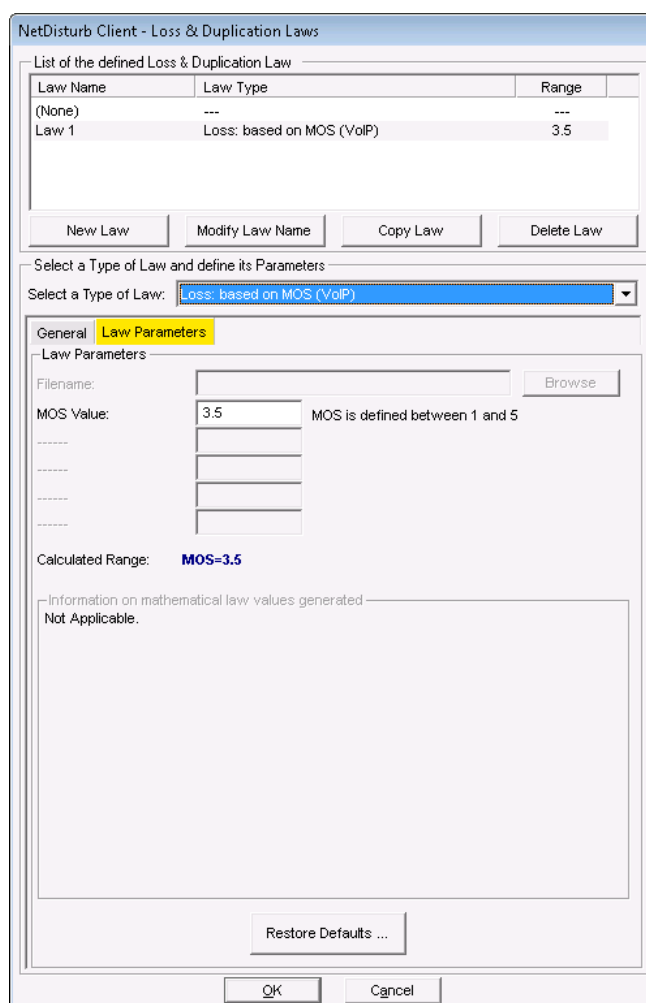 NetDisturb Client - Loss & Duplication Laws
List of the defined Loss & Duplication Law
Law Name Law Type Range
(None) --- ---
Law 1 Loss: based on MOS (VoIP) 3.5
New Law Modify Law Name Copy Law Delete Law
Select a Type of Law and define its Parameters
Select a Type of Law: Loss: based on MOS (VoIP)
General Law Parameters
Law Parameters
Filename: Browse
MOS Value: 3.5 MOS is defined between 1 and 5
------
------
------
------
Calculated Range: MOS=3.5
Information on mathematical law values generated
Not Applicable.
Restore Defaults ...
OK Cancel